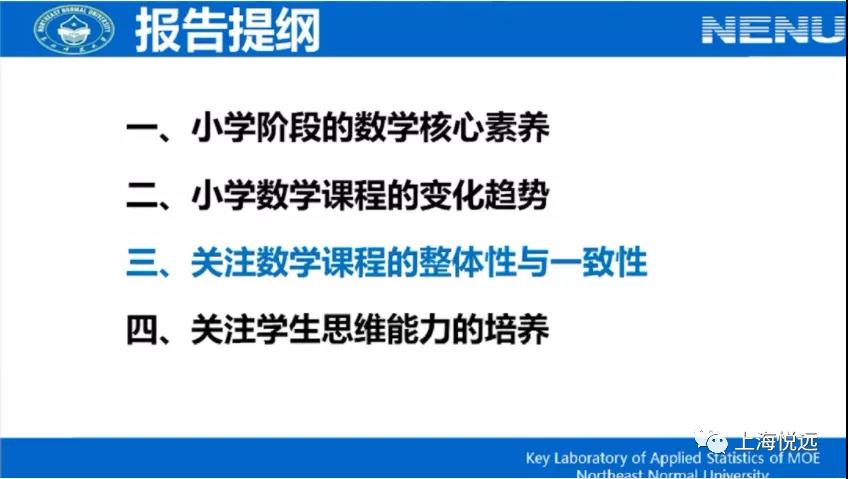 NORTHEAST NORMAL UNIVERSITY
报告提纲
NENU
一、小学阶段的数学核心素养
二、小学数学课程的变化趋势
三、关注数学课程的整体性与一致性
四、关注学生思维能力的培养
上海悦远
Key Laboratory of Applied Statistics of MOE
Northeast Normal University